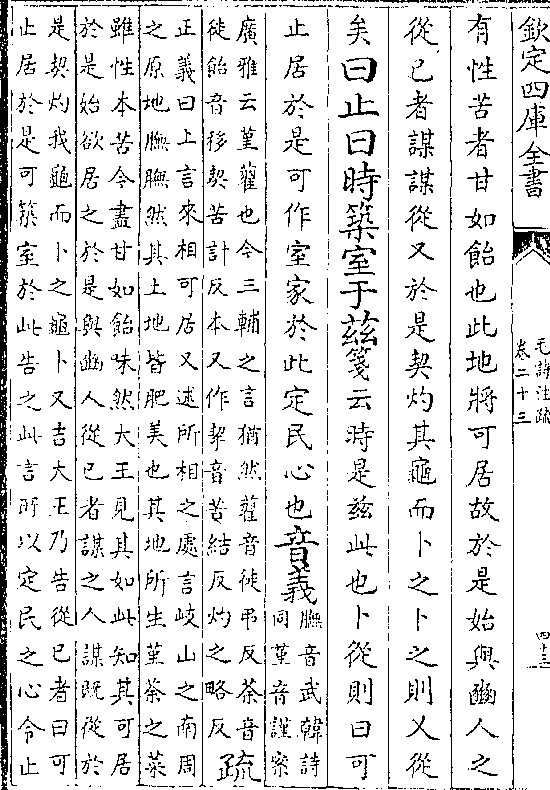 欽定四庫全書
毛詩注疏
卷二十三
四十三
有性苦者甘如飴也此地將可居故於是始與豳人之
從己者謀謀從又於是契灼其龜而卜之卜之則又從
矣曰止曰時築室于茲箋云時是茲此也卜從則曰可
止居於是可作室家於此定民心也音義膴音武韓詩
同堇音謹案
廣雅云堇藋也今三輔之言猶然藋音徒弔反荼音
徒飴音移契苦計反本又作挈音苦結反灼之略反疏
正義曰上言來相可居又述所相之處言岐山之南周
之原地膴膴然其土地皆肥美也其地所生堇荼之菜
雖性本苦今盡甘如飴味然大王見其如此知其可居
於是始欲居之於是與豳人從己者謀之人謀既從於
是契灼我龜而卜之龜卜又吉大王乃告從己者曰可
止居於是可築室於此告之此言所以定民之心令止